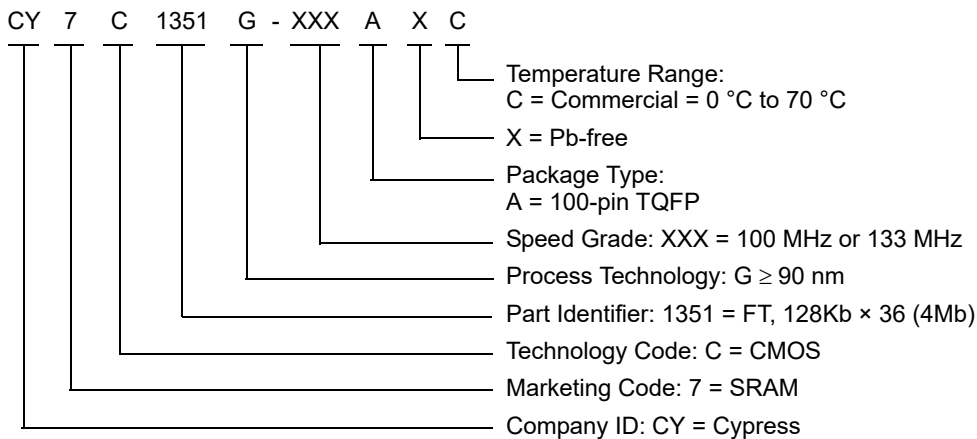 CY 7 C 1351 G - XXX A X C
Temperature Range:
C = Commercial = 0 °C to 70 °C
X = Pb-free
Package Type:
A = 100-pin TQFP
Speed Grade: XXX = 100 MHz or 133 MHz
Process Technology: G ≥ 90 nm
Part Identifier: 1351 = FT, 128Kb × 36 (4Mb)
Technology Code: C = CMOS
Marketing Code: 7 = SRAM
Company ID: CY = Cypress